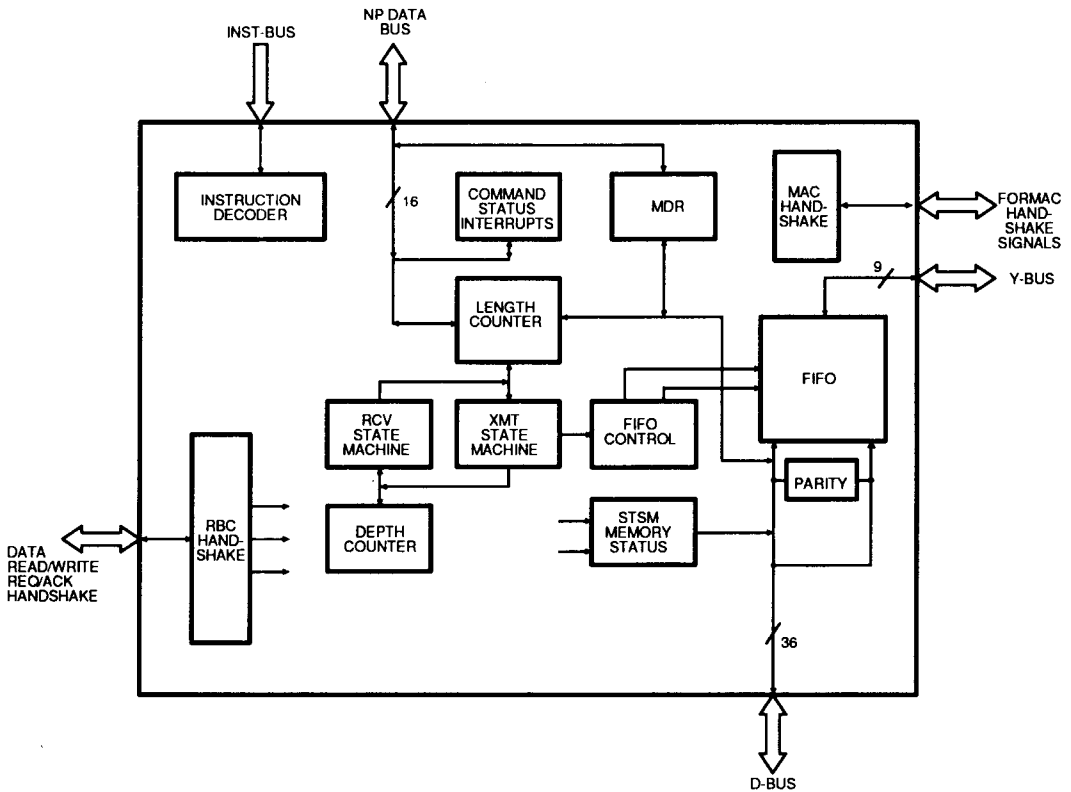 NP DATA
BUS
INST-BUS
INSTRUCTION
DECODER
16
COMMAND
STATUS
INTERRUPTS
MDR
MAC
HAND-
SHAKE
FORMAC
HAND-
SHAKE
SIGNALS
9
Y-BUS
LENGTH
COUNTER
FIFO
RCV
STATE
MACHINE
XMT
STATE
MACHINE
FIFO
CONTROL
PARITY
RBC
HAND-
SHAKE
DEPTH
COUNTER
STSM
MEMORY
STATUS
DATA
READ/WRITE
REQ/ACK
HANDSHAKE
36
D-BUS